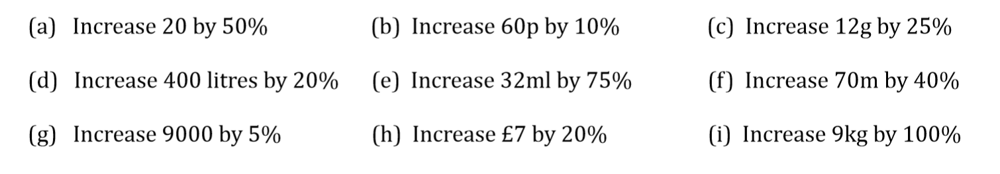 (a) Increase 20 by 50% (b) Increase 60p by 10% (c) Increase 12g by 25%
(d) Increase 400 litres by 20% (e) Increase 32ml by 75% (f) Increase 70m by 40%
(g) Increase 9000 by 5% (h) Increase £7 by 20% (i) Increase 9kg by 100%